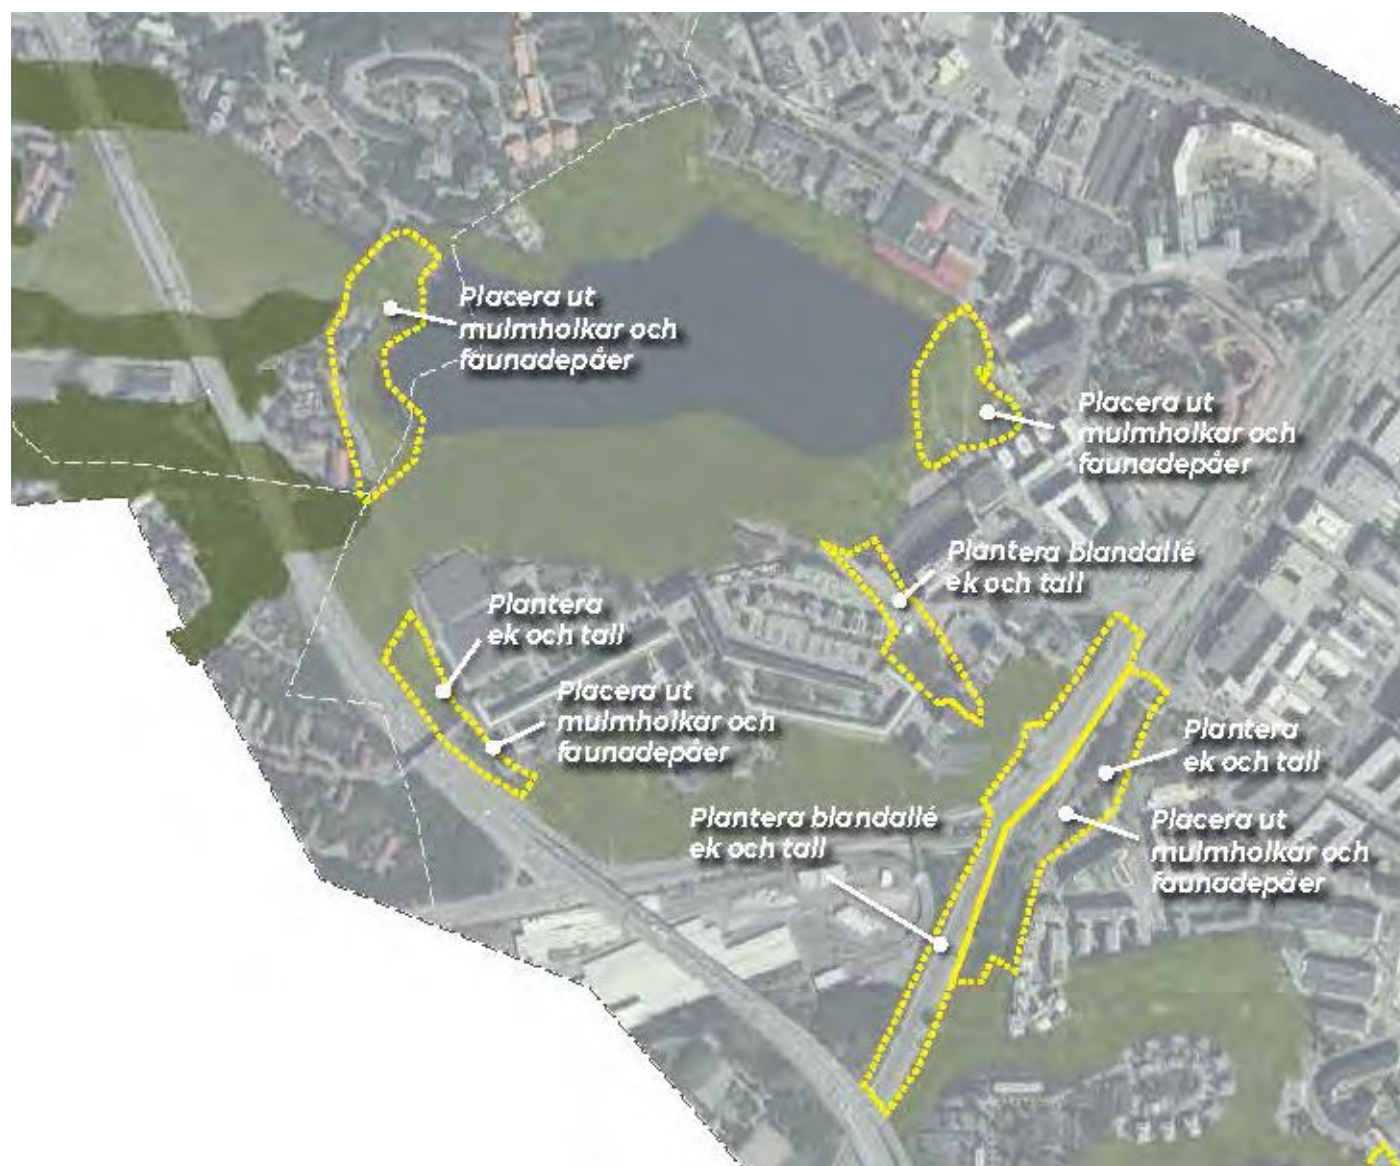 Placera ut
mulmholkar och
faunadepåer
Placera ut
mulmholkar och
faunadepåer
Plantera blandallé
ek och tall
Plantera
ek och tall
Placera ut
mulmholkar och
faunadepåer
Plantera
ek och tall
Plantera blandallé
ek och tall
Placera ut
mulmholkar och
faunadepåer